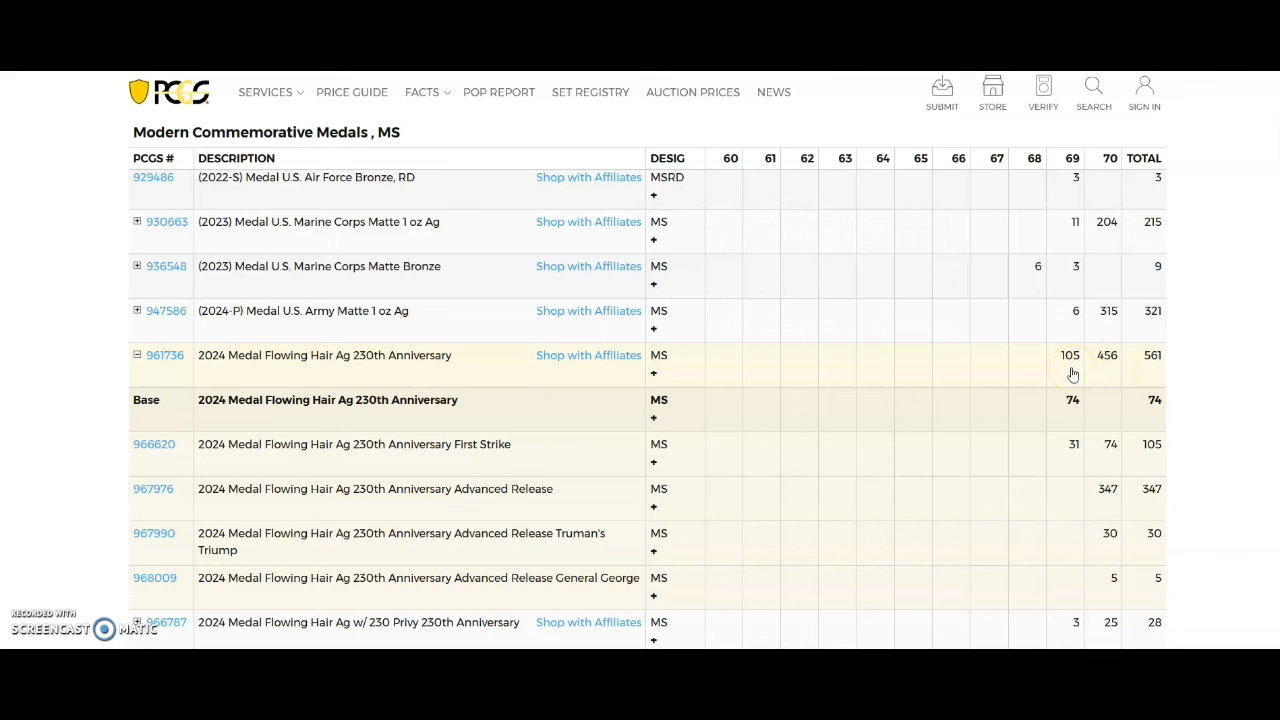 PCGS SERVICES PRICE GUIDE FACTS POP REPORT SET REGISTRY AUCTION PRICES NEWS SUBMIT STORE VERIFY SEARCH SIGN IN
Modern Commemorative Medals , MS
PCGS # DESCRIPTION DESIG 60 61 62 63 64 65 66 67 68 69 70 TOTAL
929486 (2022-S) Medal U.S. Air Force Bronze, RD Shop with Affiliates MSRD 3 3
+
930663 (2023) Medal U.S. Marine Corps Matte 1 oz Ag Shop with Affiliates MS 11 204 215
+
936548 (2023) Medal U.S. Marine Corps Matte Bronze Shop with Affiliates MS 6 3 9
+
947586 (2024-P) Medal U.S. Army Matte 1 oz Ag Shop with Affiliates MS 6 315 321
+
961736 2024 Medal Flowing Hair Ag 230th Anniversary Shop with Affiliates MS 105 456 561
+
Base 2024 Medal Flowing Hair Ag 230th Anniversary MS 74 74
+
966620 2024 Medal Flowing Hair Ag 230th Anniversary First Strike MS 31 74 105
+
967976 2024 Medal Flowing Hair Ag 230th Anniversary Advanced Release MS 347 347
+
967990 2024 Medal Flowing Hair Ag 230th Anniversary Advanced Release Truman's MS 30 30
Triump +
968009 2024 Medal Flowing Hair Ag 230th Anniversary Advanced Release General George MS 5 5
+
966787 2024 Medal Flowing Hair Ag w/ 230 Privy 230th Anniversary Shop with Affiliates MS 3 25 28
+
RECORDED WITH
SCREENCAST MATIC